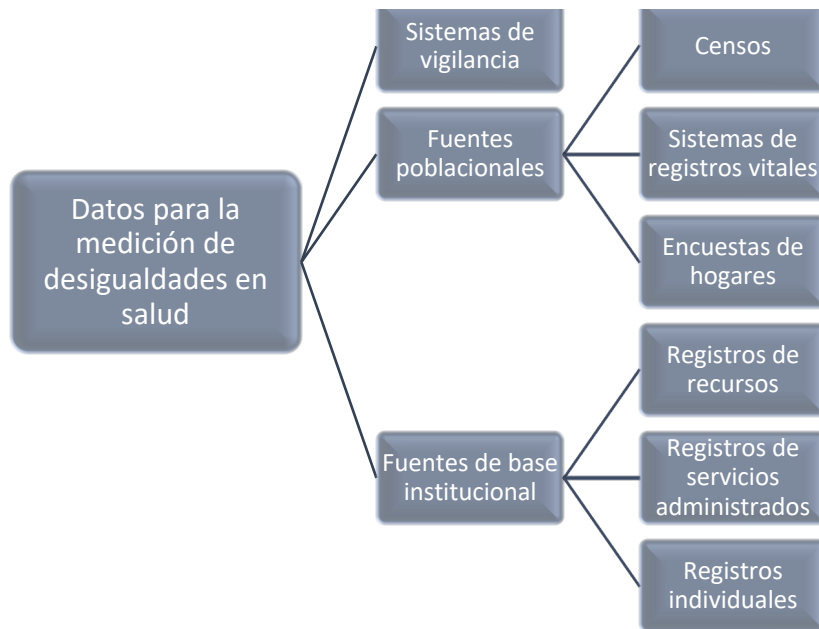 Datos para la
medición de
desigualdades en
salud
Sistemas de
vigilancia
Fuentes
poblacionales
Censos
Sistemas de
registros vitales
Encuestas de
hogares
Fuentes de base
institucional
Registros de
recursos
Registros de
servicios
administrados
Registros
individuales